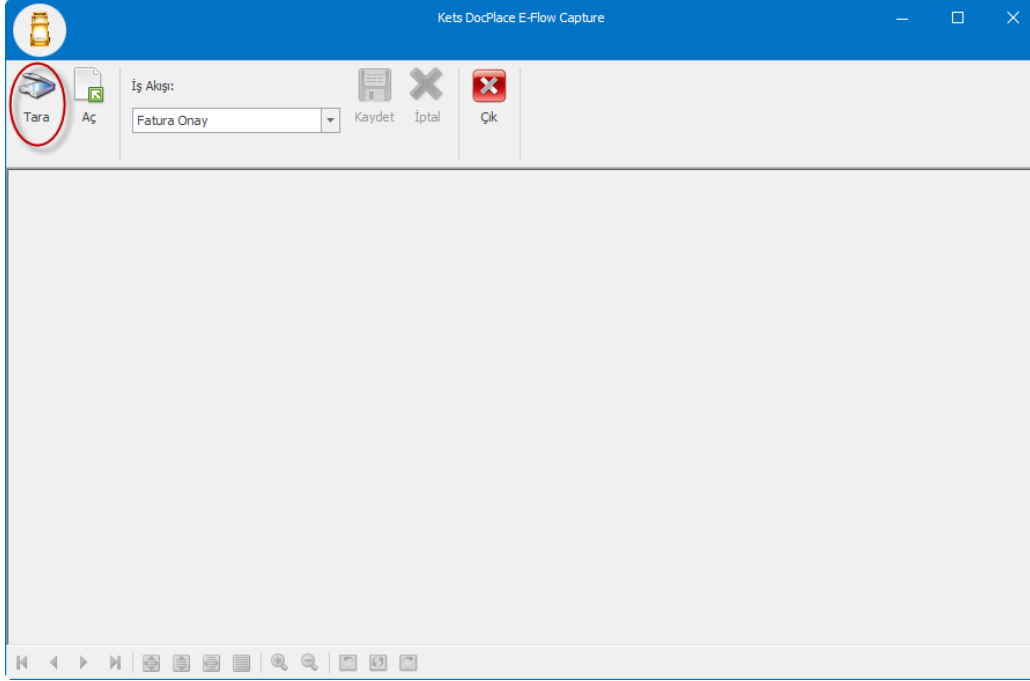 Kets DocPlace E-Flow Capture
İş Akışı:
Tara Aç Fatura Onay Kaydet İptal Çık